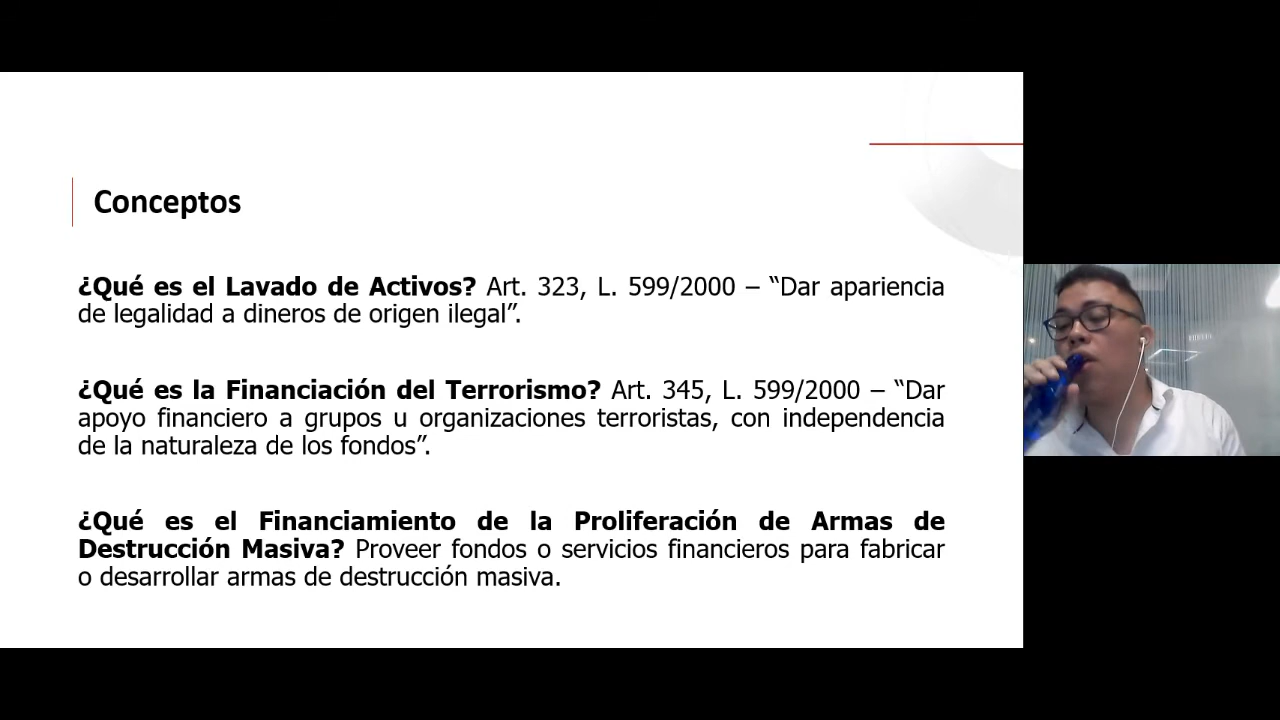 Conceptos
¿Qué es el Lavado de Activos? Art. 323, L. 599/2000 – “Dar apariencia
de legalidad a dineros de origen ilegal”.
¿Qué es la Financiación del Terrorismo? Art. 345, L. 599/2000 – “Dar
apoyo financiero a grupos u organizaciones terroristas, con independencia
de la naturaleza de los fondos”.
¿Qué es el Financiamiento de la Proliferación de Armas de
Destrucción Masiva? Proveer fondos o servicios financieros para fabricar
o desarrollar armas de destrucción masiva.